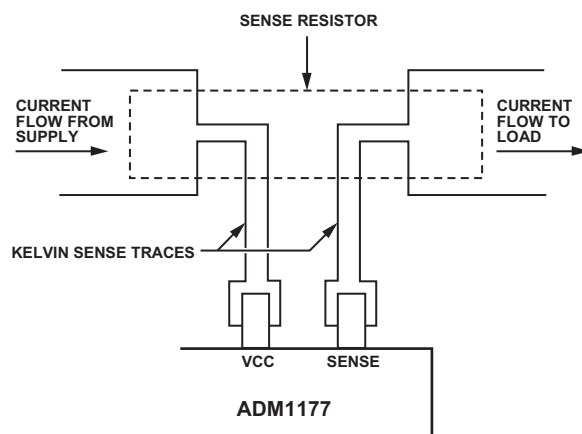 SENSE RESISTOR
CURRENT
FLOW FROM
SUPPLY
CURRENT
FLOW TO
LOAD
KELVIN SENSE TRACES
VCC
SENSE
ADM1177